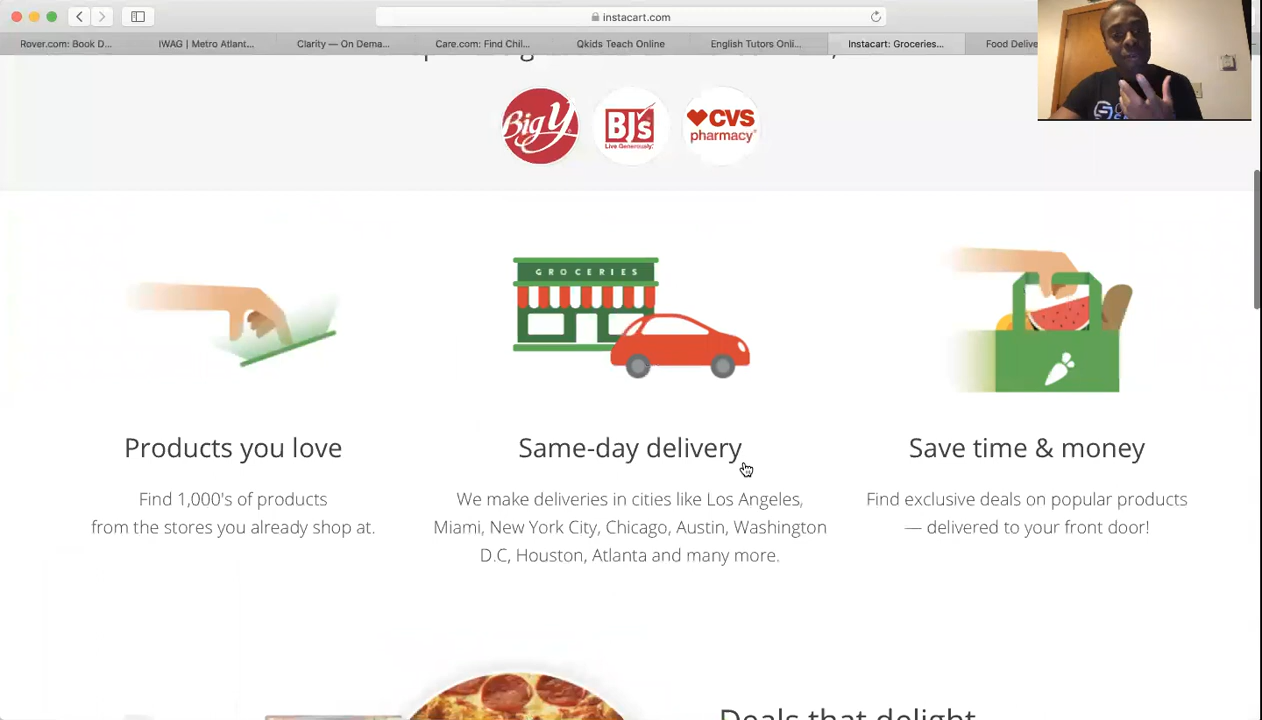 instacart.com
Rover.com: Book D...
IWAG | Metro Atlant...
Clarity — On Dema...
Care.com: Find Chil...
Qkids Teach Online
English Tutors Onli...
Instacart: Groceries...
Food Delive
Big Y
BJ's
Live Generously.
CVS
pharmacy
GROCERIES
Products you love
Same-day delivery
Save time & money
Find 1,000's of products
from the stores you already shop at.
We make deliveries in cities like Los Angeles,
Miami, New York City, Chicago, Austin, Washington
D.C, Houston, Atlanta and many more.
Find exclusive deals on popular products
— delivered to your front door!
Deals that delight